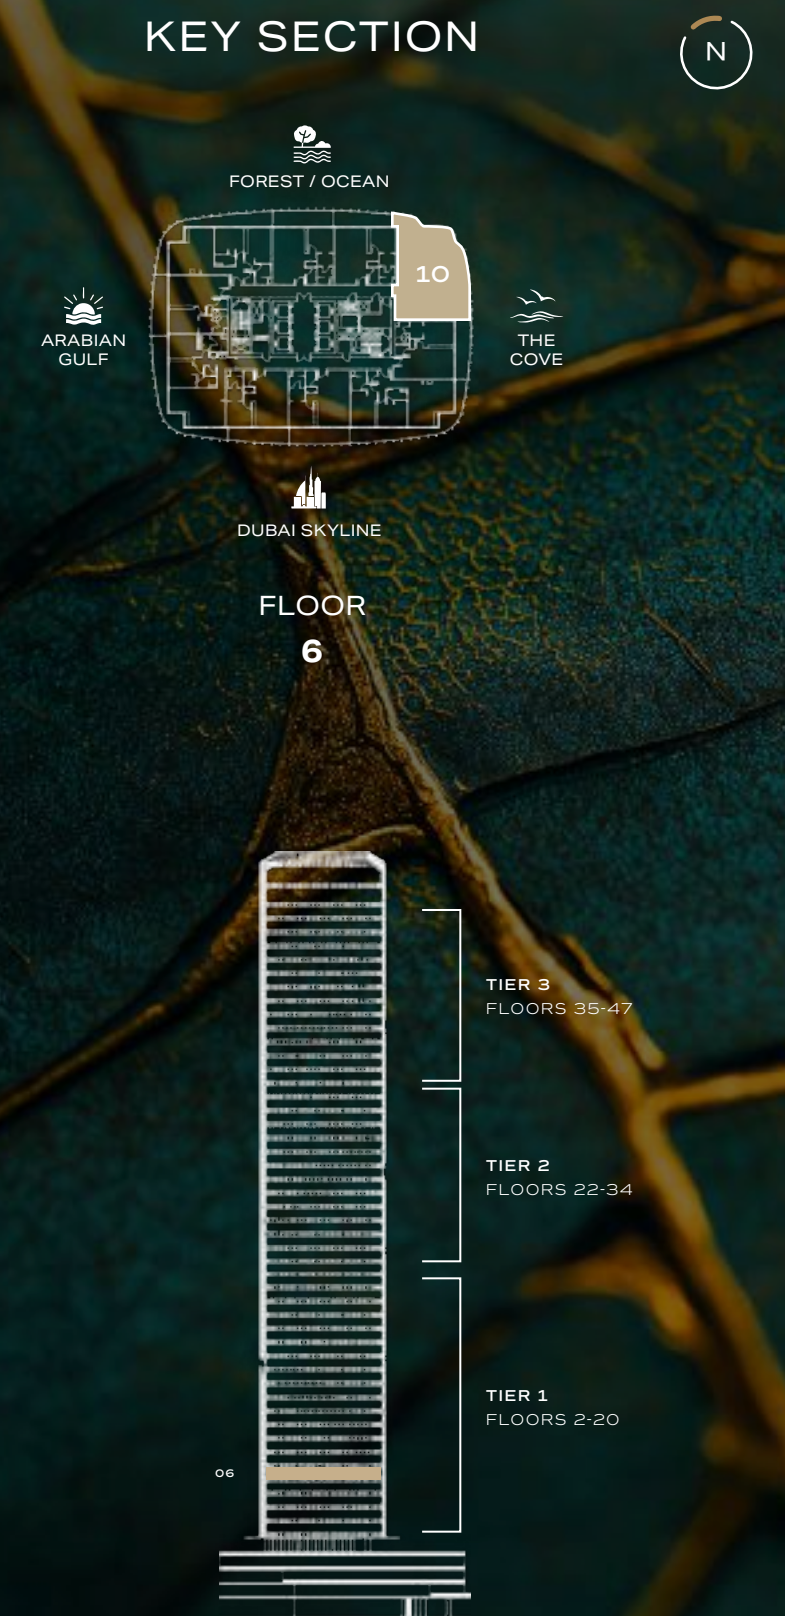 KEY SECTION
N
FOREST / OCEAN
10
ARABIAN
GULF
THE
COVE
DUBAI SKYLINE
FLOOR
6
TIER 3
FLOORS 35-47
TIER 2
FLOORS 22-34
TIER 1
FLOORS 2-20
06